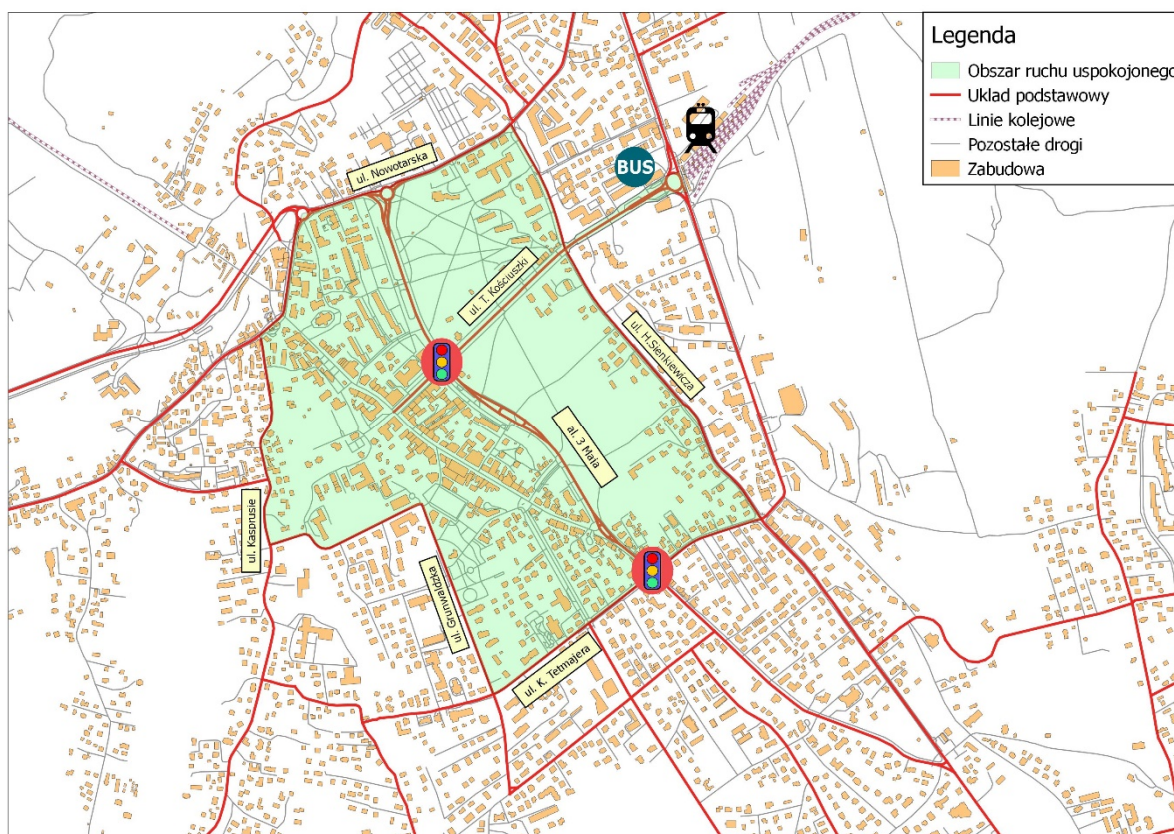 Legenda
Obszar ruchu uspokojonego
Uklad podstawowy
Linie kolejowe
Pozostałe drogi
Zabudowa
BUS
ul. Nowotarska
ul. T. Kościuszki
ul. H.Sienkiewicza
al. 3 Maja
ul. Kasprusie
ul. Grunwaldzka
ul. K. Tetmajera